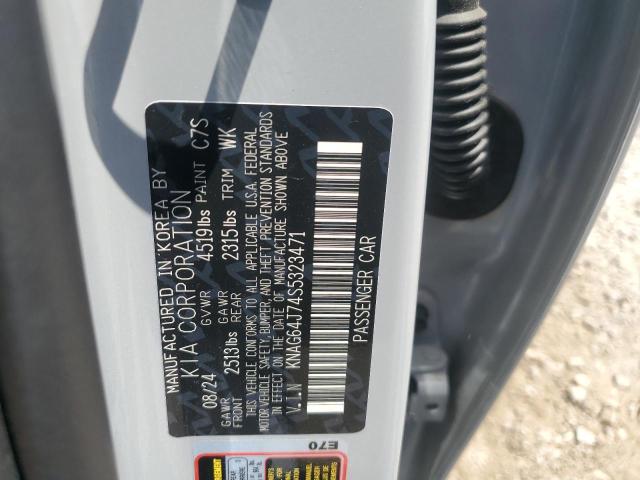 MANUFACTURED IN KOREA BY
KIA CORPORATION
08/24 GVWR 4519lbs PAINT C7S
GAWR FRONT 2513lbs GAWR REAR 2315lbs TRIM WK
THIS VEHICLE CONFORMS TO ALL APPLICABLE U.S.A. FEDERAL
MOTOR VEHICLE SAFETY, BUMPER, AND THEFT PREVENTION STANDARDS
IN EFFECT ON THE DATE OF MANUFACTURE SHOWN ABOVE
V.I.N KNAG64J74S5323471
PASSENGER CAR
E70